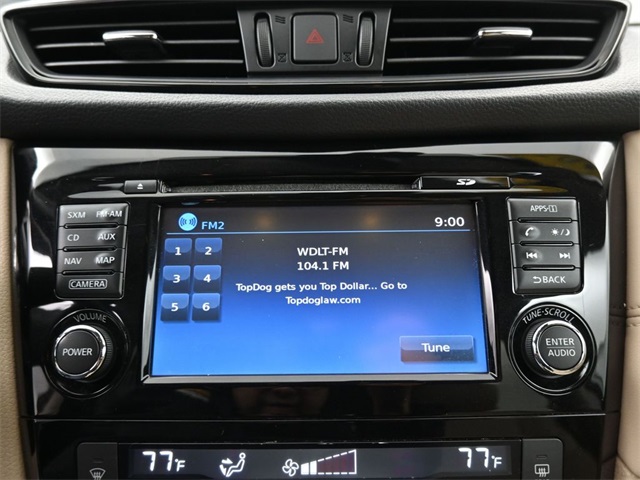 SD
SXM FM·AM
CD AUX
NAV MAP
CAMERA
VOLUME
POWER
FM2
9:00
1 2
3 4
5 6
WDLT-FM
104.1 FM
TopDog gets you Top Dollar... Go to
Topdoglaw.com
Tune
APPS·i
BACK
TUNE·SCROLL
ENTER
AUDIO
77°F
77°F